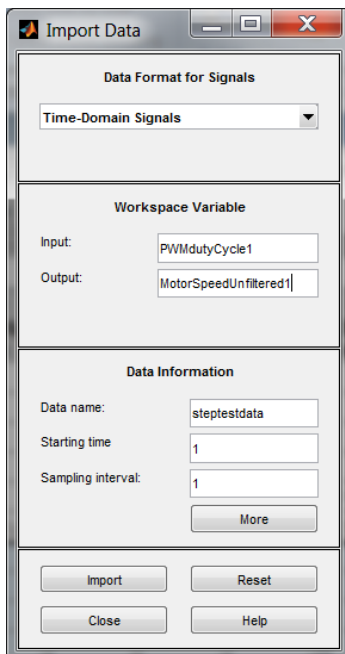 Import Data
Data Format for Signals
Time-Domain Signals
Workspace Variable
Input: PWMdutyCycle1
Output: MotorSpeedUnfiltered1
Data Information
Data name: steptestdata
Starting time 1
Sampling interval: 1
More
Import Reset
Close Help